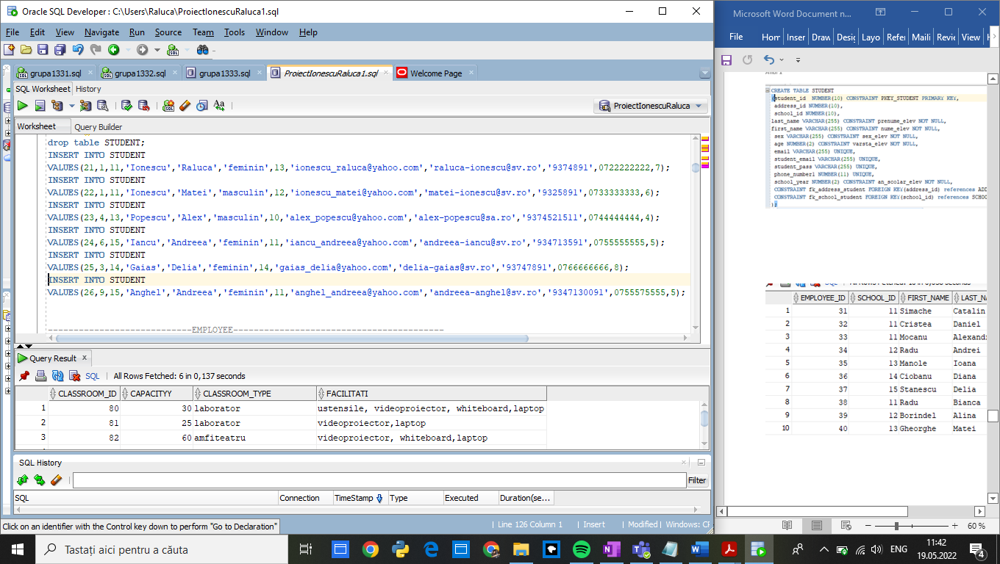 Oracle SQL Developer : C:\Users\Raluca\ProiectIonescuRaluca1.sql
File Edit View Navigate Run Source Team Tools Window Help
grupa1331.sql grupa1332.sql grupa1333.sql ProiectIonescuRaluca1.sql Welcome Page
SQL Worksheet History
ProiectIonescuRaluca
Worksheet Query Builder
drop table STUDENT;
INSERT INTO STUDENT
VALUES(21,1,11,'Ionescu','Raluca','feminin',13,'ionescu_raluca@yahoo.com','raluca-ionescu@sv.ro','9374891',0722222222,7);
INSERT INTO STUDENT
VALUES(22,1,11,'Ionescu','Matei','masculin',12,'ionescu_matei@yahoo.com','matei-ionescu@sv.ro','9325891',0733333333,6);
INSERT INTO STUDENT
VALUES(23,4,13,'Popescu','Alex','masculin',10,'alex_popescu@yahoo.com','alex-popescu@sa.ro','9374521511',0744444444,4);
INSERT INTO STUDENT
VALUES(24,6,15,'Iancu','Andreea','feminin',11,'iancu_andreea@yahoo.com','andreea-iancu@sv.ro','934713591',0755555555,5);
INSERT INTO STUDENT
VALUES(25,3,14,'Gaias','Delia','feminin',14,'gaias_delia@yahoo.com','delia-gaias@sv.ro','93747891',0766666666,8);
INSERT INTO STUDENT
VALUES(26,9,15,'Anghel','Andreea','feminin',11,'anghel_andreea@yahoo.com','andreea-anghel@sv.ro','9347130091',0755575555,5);
----------------------------EMPLOYEE-----------------------------------------
Query Result
SQL | All Rows Fetched: 6 in 0,137 seconds
CLASSROOM_ID CAPACITYY CLASSROOM_TYPE FACILITATI
1 80 30 laborator ustensile, videoproiector, whiteboard,laptop
2 81 25 laborator videoproiector,laptop
3 82 60 amfiteatru videoproiector, whiteboard,laptop
SQL History
Filter
SQL Connection TimeStamp Type Executed Duration(se...
Click on an identifier with the Control key down to perform "Go to Declaration"
| Line 126 Column 1 | Insert | Modified | Windows: CF
Microsoft Word Document n...
File Horr Inser Drav Desig Layo Refer Maili Revie View H
CREATE TABLE STUDENT
(student_id NUMBER(10) CONSTRAINT PKEY_STUDENT PRIMARY KEY,
address_id NUMBER(10),
school_id NUMBER(10),
last_name VARCHAR(255) CONSTRAINT prenume_elev NOT NULL,
first_name VARCHAR(255) CONSTRAINT nume_elev NOT NULL,
sex VARCHAR(255) CONSTRAINT sex_elev NOT NULL,
age NUMBER(2) CONSTRAINT varsta_elev NOT NULL,
email VARCHAR(255) UNIQUE,
student_email VARCHAR(255) UNIQUE,
student_pass VARCHAR(255) UNIQUE,
phone_number1 NUMBER(11) UNIQUE,
school_year NUMBER(2) CONSTRAINT an_scolar_elev NOT NULL,
CONSTRAINT fk_address_student FOREIGN KEY(address_id) references ADD
CONSTRAINT fk_school_student FOREIGN KEY(school_id) references SCHOO
);
EMPLOYEE_ID SCHOOL_ID FIRST_NAME LAST_NA
1 31 11 Simache Catalin
2 32 11 Cristea Daniel
3 33 11 Mocanu Alexandr
4 34 12 Radu Andrei
5 35 13 Manole Ioana
6 36 14 Ciobanu Diana
7 37 15 Stanescu Delia
8 38 11 Radu Bianca
9 39 12 Borindel Alina
10 40 13 Gheorghe Matei
60 %
Tastați aici pentru a căuta
ENG
11:42
19.05.2022
4